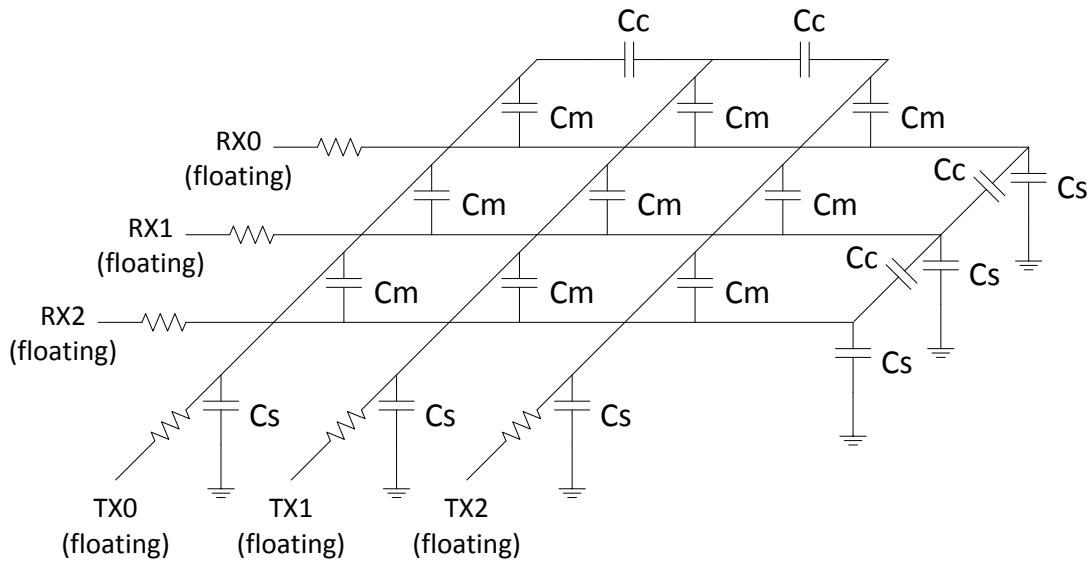 Cc Cc
Cm Cm Cm
RX0
(floating)
Cc Cs
Cm Cm Cm
RX1
(floating)
Cc Cs
Cm Cm Cm
RX2
(floating)
Cs
Cs Cs Cs
TX0 TX1 TX2
(floating) (floating) (floating)